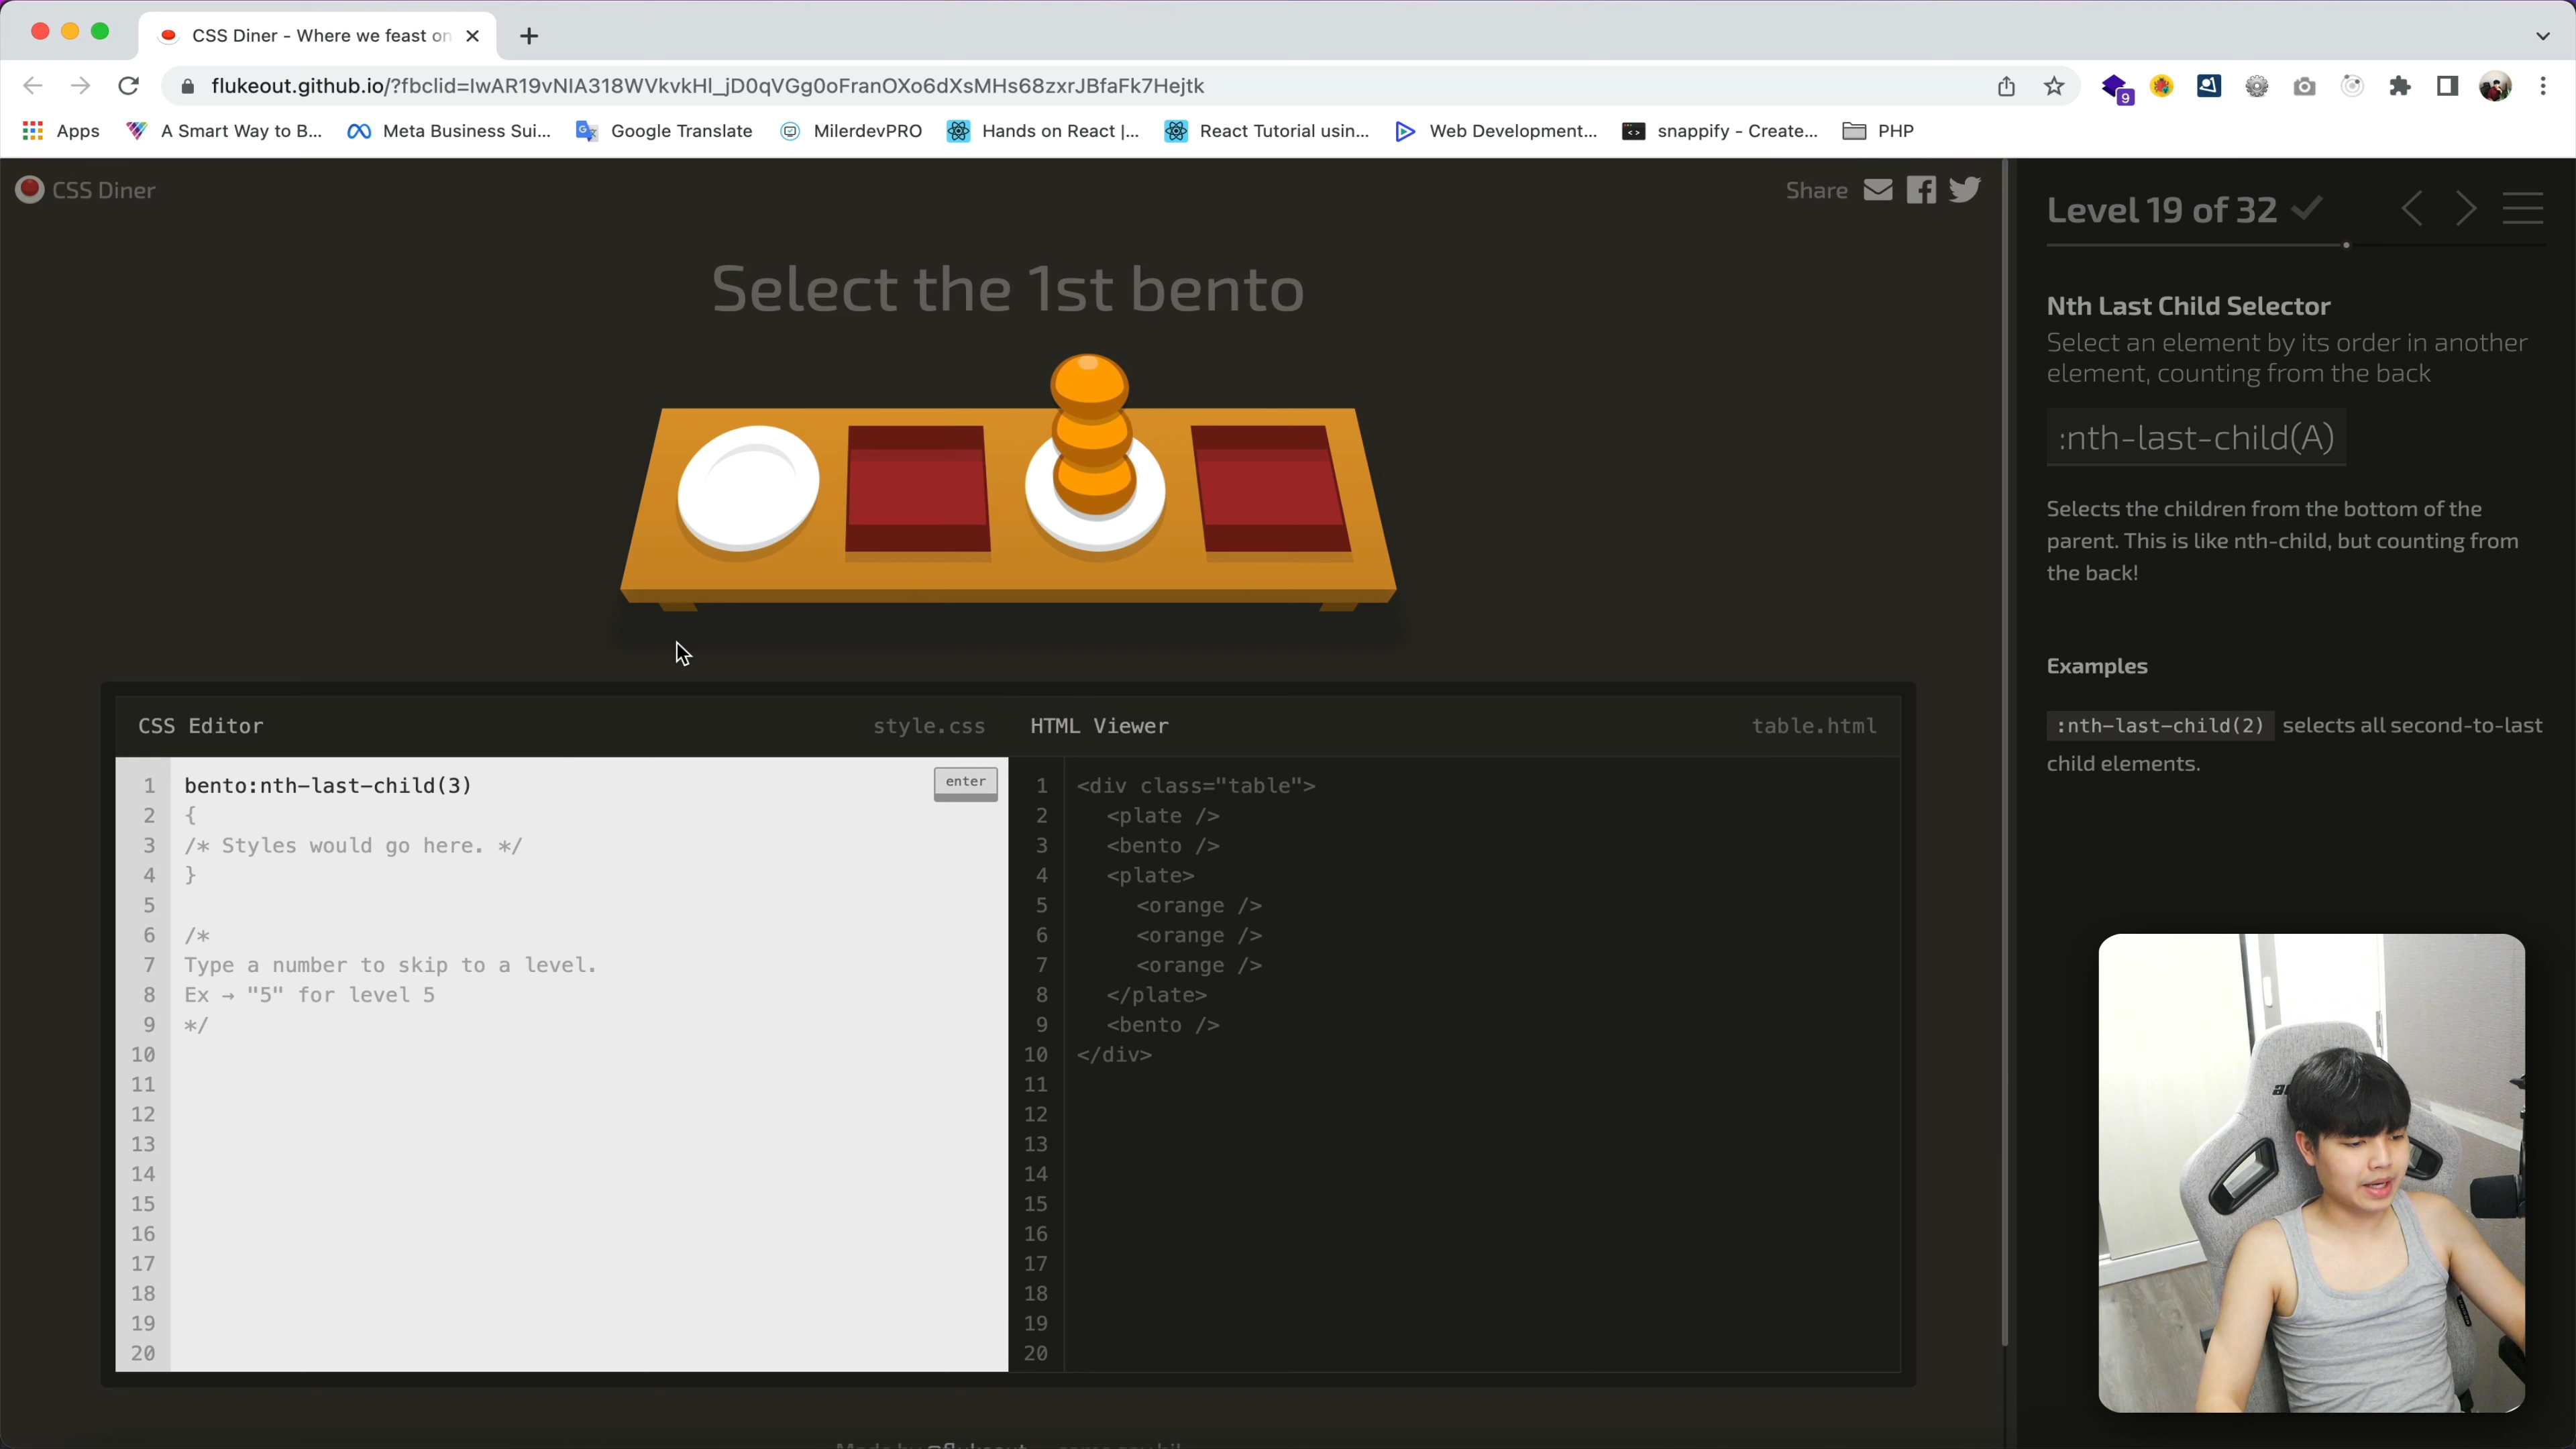 CSS Diner - Where we feast on
flukeout.github.io/?fbclid=IwAR19vNIA318WVkvkHl_jD0qVGg0oFranOXo6dXsMHs68zxrJBfaFk7Hejtk
9
Apps
A Smart Way to B...
Meta Business Sui...
Google Translate
MilerdevPRO
Hands on React |...
React Tutorial usin...
Web Development...
snappify - Create...
PHP
CSS Diner
Share
Select the 1st bento
CSS Editor
style.css
1 bento:nth-last-child(3)
enter
2 {
3 /* Styles would go here. */
4 }
5
6 /*
7 Type a number to skip to a level.
8 Ex → "5" for level 5
9 */
10
11
12
13
14
15
16
17
18
19
20
HTML Viewer
table.html
1 <div class="table">
2 <plate />
3 <bento />
4 <plate>
5 <orange />
6 <orange />
7 <orange />
8 </plate>
9 <bento />
10 </div>
11
12
13
14
15
16
17
18
19
20
Level 19 of 32
Nth Last Child Selector
Select an element by its order in another
element, counting from the back
:nth-last-child(A)
Selects the children from the bottom of the
parent. This is like nth-child, but counting from
the back!
Examples
:nth-last-child(2) selects all second-to-last
child elements.